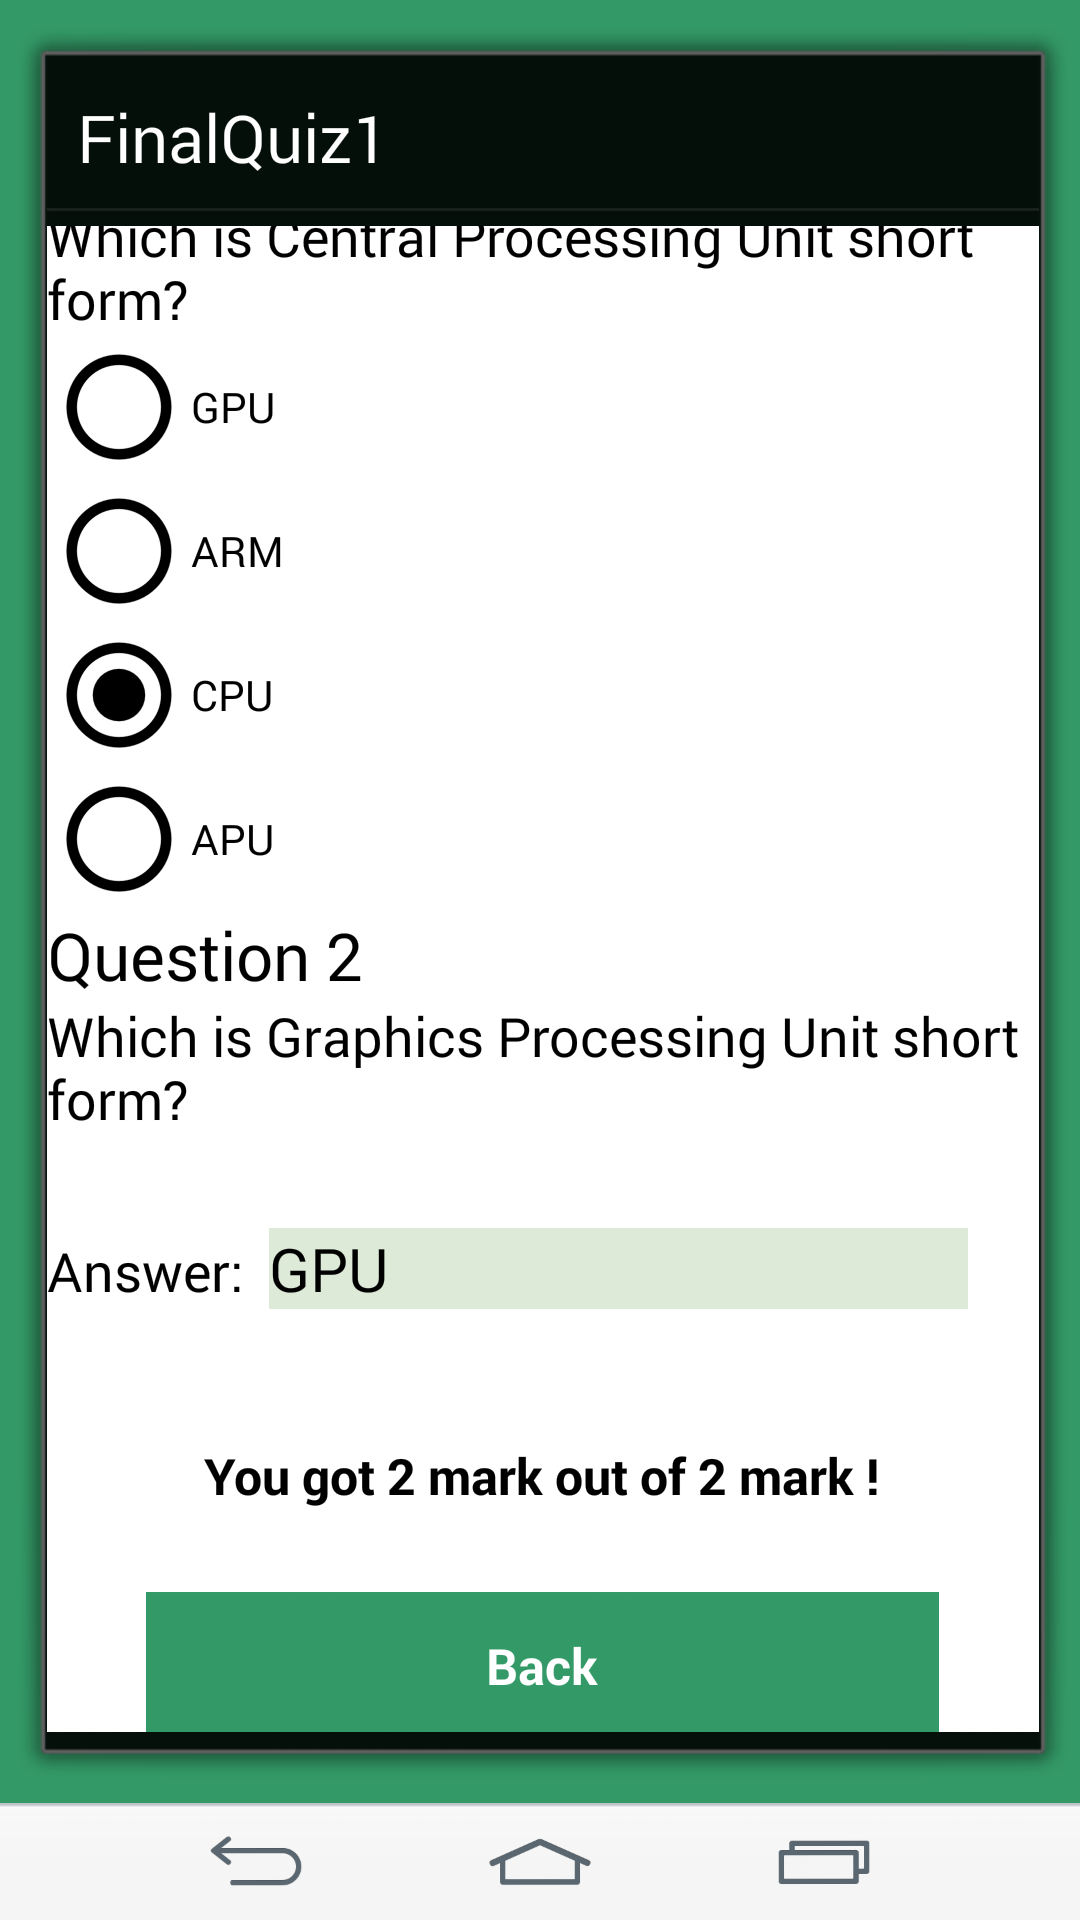 FinalQuiz1
Which is Central Processing Unit short
form?
GPU
ARM
CPU
APU
Question 2
Which is Graphics Processing Unit short
form?
Answer: GPU
You got 2 mark out of 2 mark !
Back